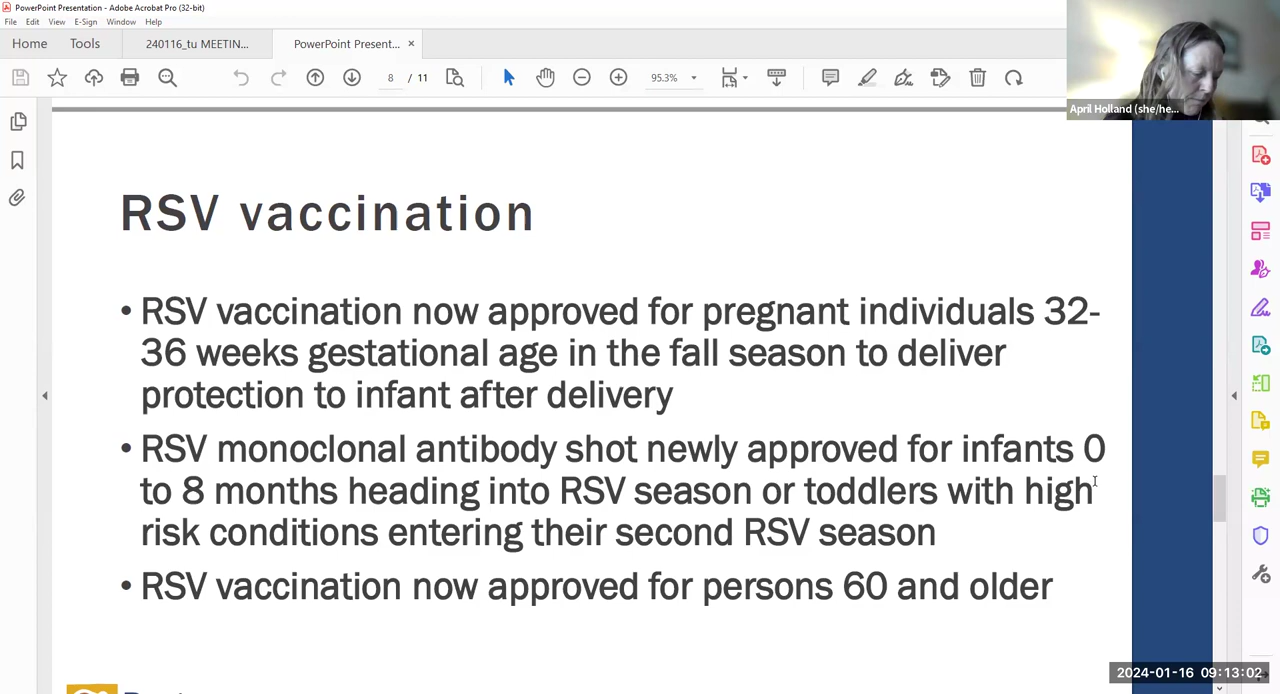 PowerPoint Presentation - Adobe Acrobat Pro (32-bit)
File Edit View E-Sign Window Help
Home Tools 240116_tu MEETIN... PowerPoint Present... ×
8 / 11 95.3%
April Holland (she/he...
RSV vaccination
• RSV vaccination now approved for pregnant individuals 32-
36 weeks gestational age in the fall season to deliver
protection to infant after delivery
• RSV monoclonal antibody shot newly approved for infants 0
to 8 months heading into RSV season or toddlers with high
risk conditions entering their second RSV season
• RSV vaccination now approved for persons 60 and older
2024-01-16 09:13:02